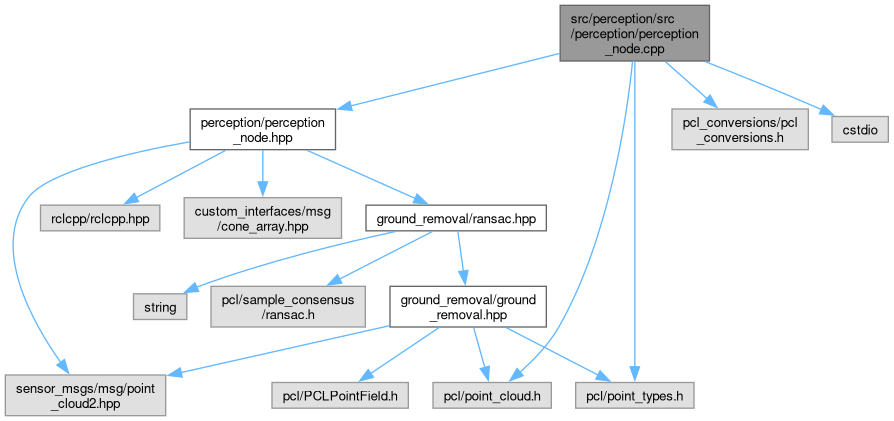 src/perception/src
/perception/perception
_node.cpp
perception/perception
_node.hpp
pcl_conversions/pcl
_conversions.h
cstdio
rclcpp/rclcpp.hpp
custom_interfaces/msg
/cone_array.hpp
ground_removal/ransac.hpp
string
pcl/sample_consensus
/ransac.h
ground_removal/ground
_removal.hpp
sensor_msgs/msg/point
_cloud2.hpp
pcl/PCLPointField.h
pcl/point_cloud.h
pcl/point_types.h